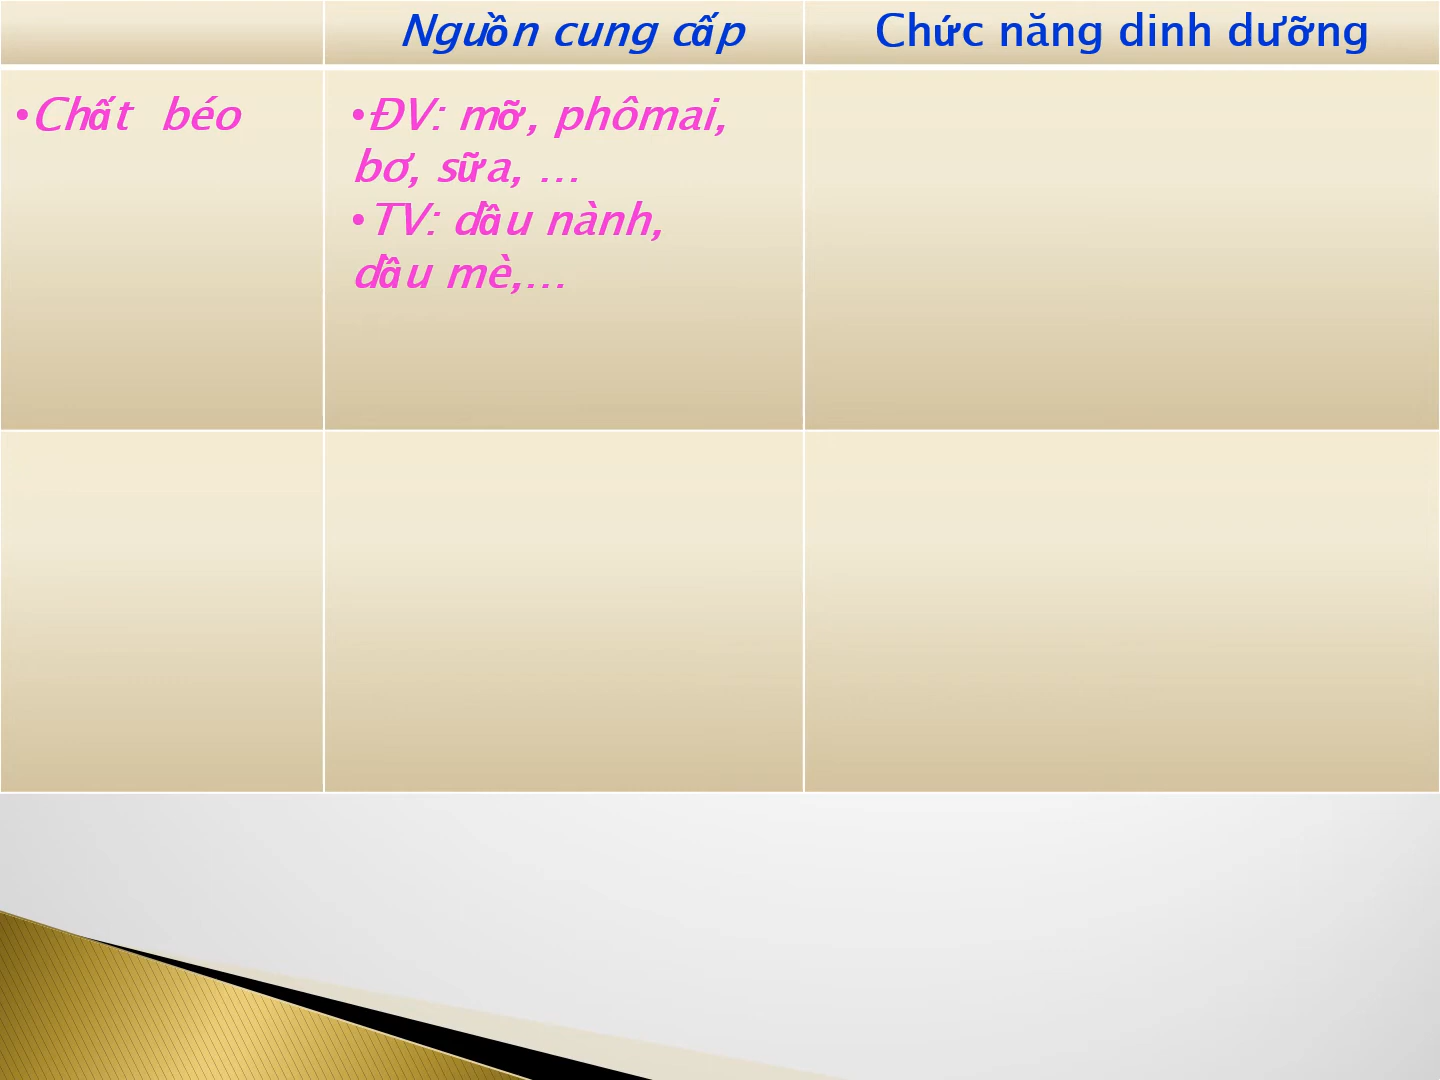 Nguồn cung cấp
Chức năng dinh dưỡng
•Chất béo
•ĐV: mỡ, phômai,
bơ, sữa, ...
•TV: dầu nành,
dầu mè,...